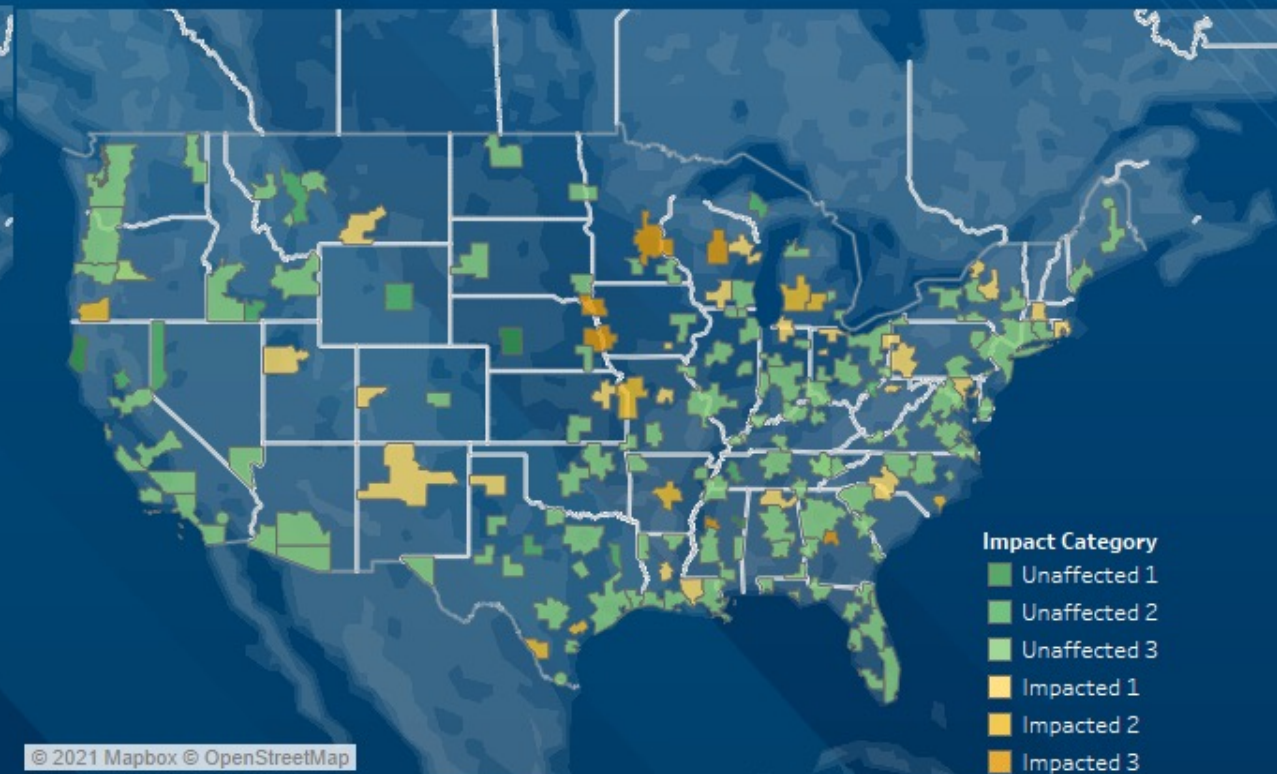 Impact Category
Unaffected 1
Unaffected 2
Unaffected 3
Impacted 1
Impacted 2
Impacted 3
© 2021 Mapbox © OpenStreetMap